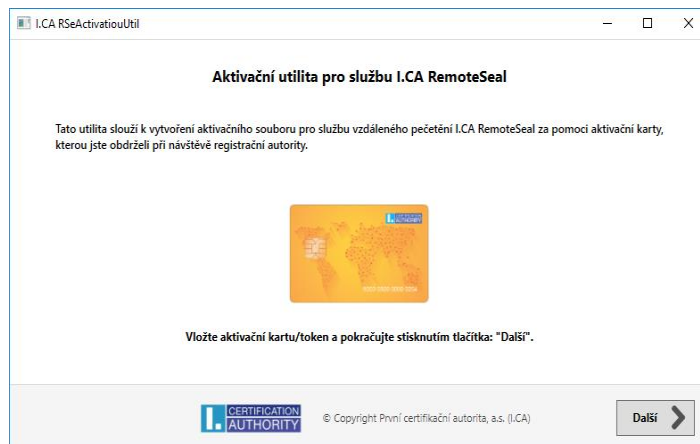 I.CA RSeActivatiouUtil
Aktivační utilita pro službu I.CA RemoteSeal
Tato utilita slouží k vytvoření aktivačního souboru pro službu vzdáleného pečetění I.CA RemoteSeal za pomoci aktivační karty,
kterou jste obdrželi při návštěvě registrační autority.
I. CERTIFICATION
AUTHORITY
Vložte aktivační kartu/token a pokračujte stisknutím tlačítka: "Další".
I. CERTIFICATION
AUTHORITY
© Copyright První certifikační autorita, a.s. (I.CA)
Další